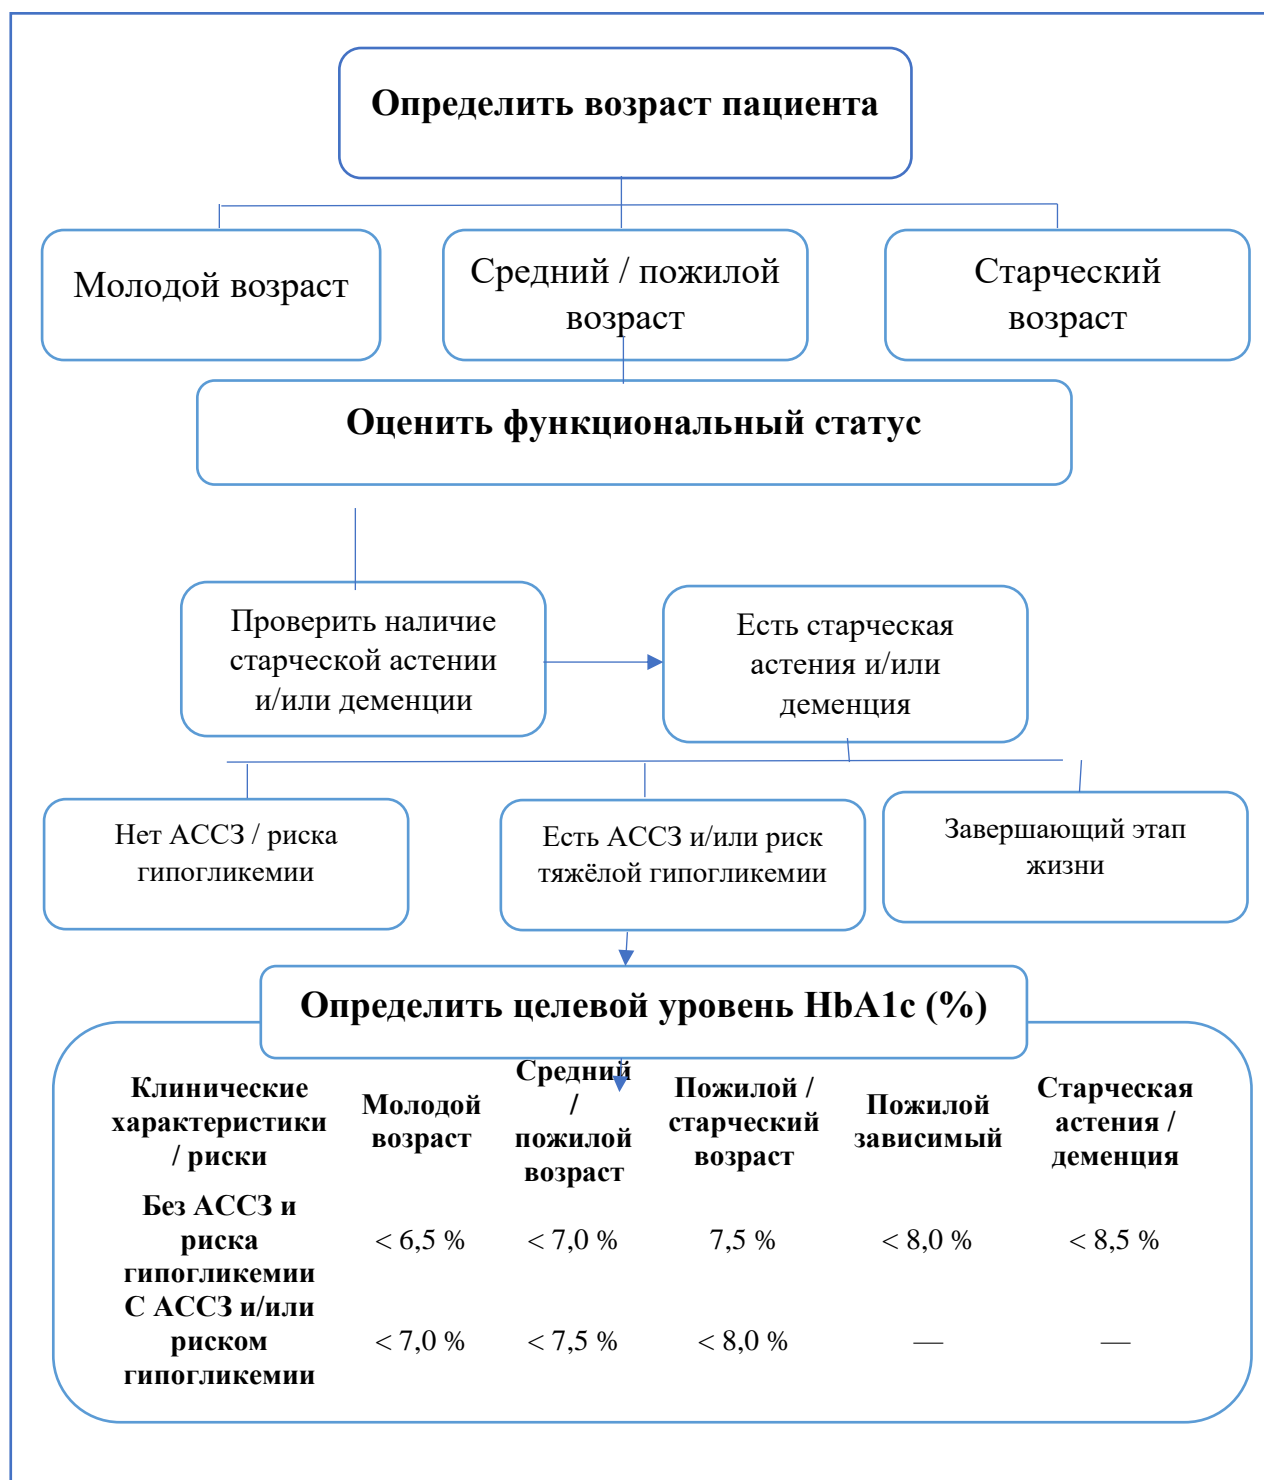 Определить возраст пациента
Молодой возраст
Средний / пожилой
возраст
Старческий
возраст
Оценить функциональный статус
Проверить наличие
старческой астении
и/или деменции
Есть старческая
астения и/или
деменция
Нет АССЗ / риска
гипогликемии
Есть АССЗ и/или риск
тяжёлой гипогликемии
Завершающий этап
жизни
Определить целевой уровень HbA1c (%)
Клинические
характеристики
/ риски
Молодой
возраст
Средний
/
пожилой
возраст
Пожилой /
старческий
возраст
Пожилой
зависимый
Старческая
астения /
деменция
Без АССЗ и
риска
гипогликемии
< 6,5 %
< 7,0 %
7,5 %
< 8,0 %
< 8,5 %
С АССЗ и/или
риском
гипогликемии
< 7,0 %
< 7,5 %
< 8,0 %
—
—